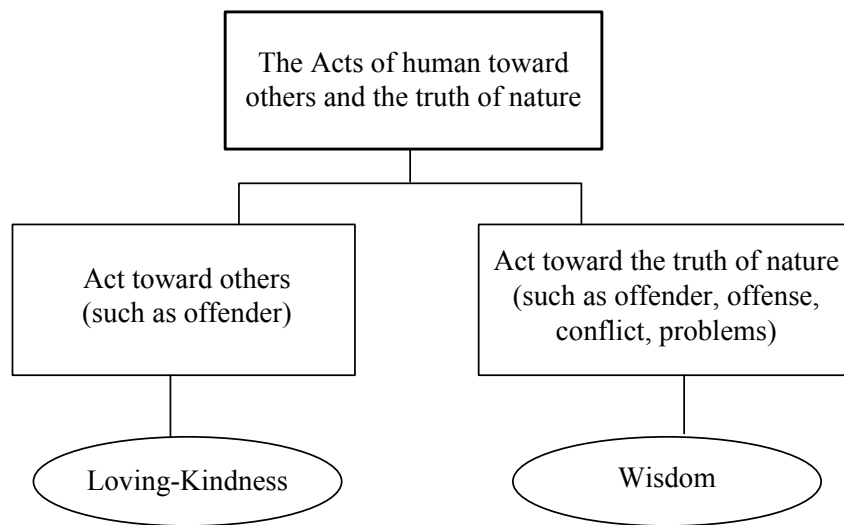 The Acts of human toward
others and the truth of nature
Act toward others
(such as offender)
Act toward the truth of nature
(such as offender, offense,
conflict, problems)
Loving-Kindness
Wisdom